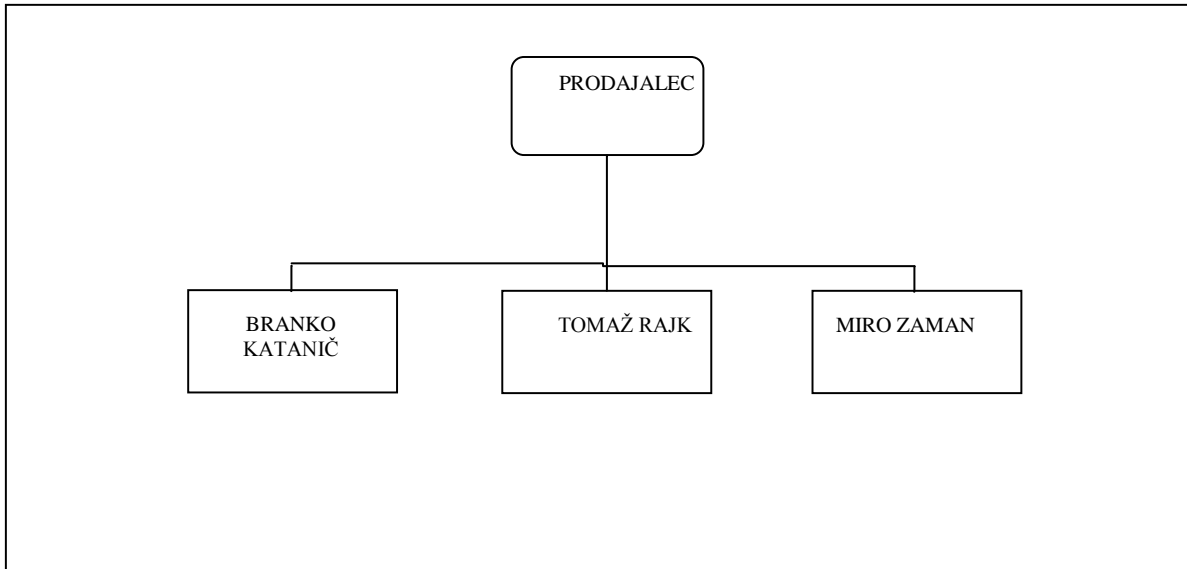 PRODAJALEC
BRANKO
KATANIČ
TOMAŽ RAJK
MIRO ZAMAN